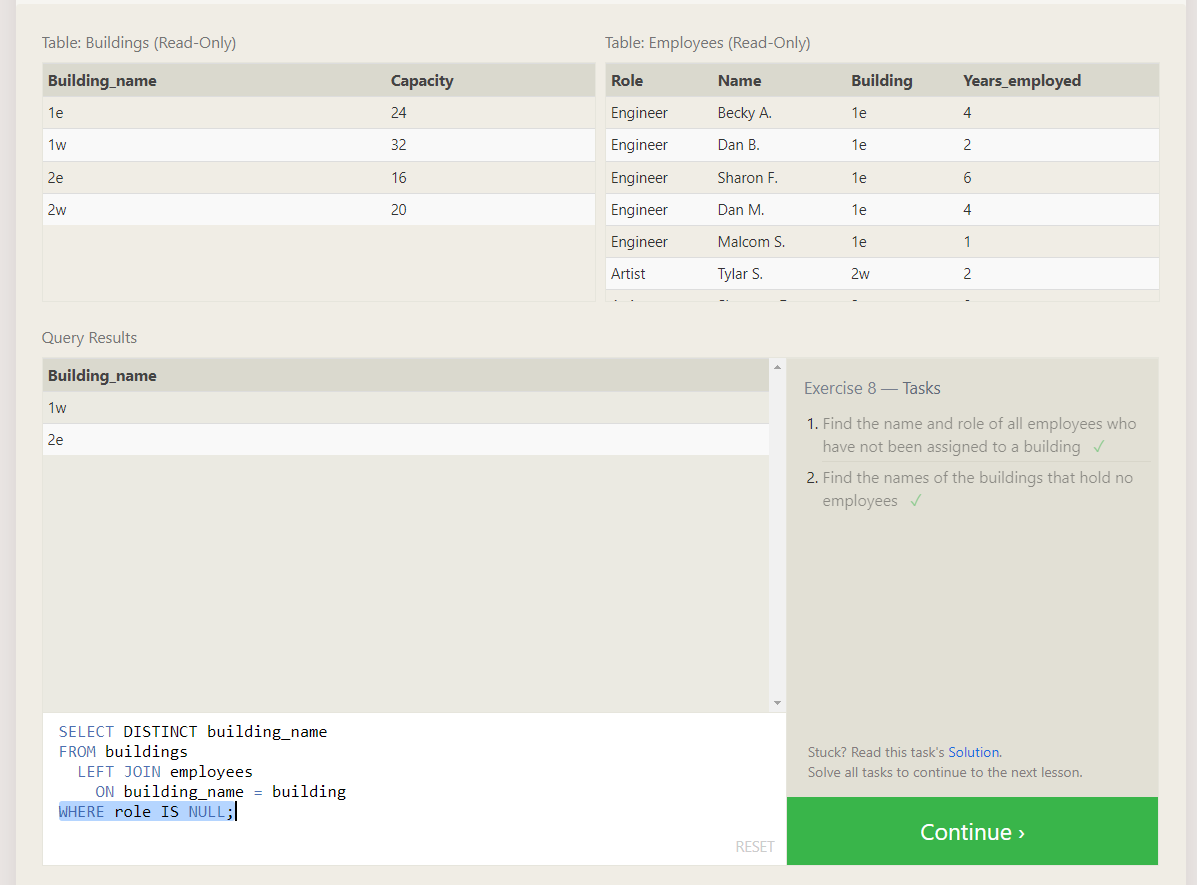 Table: Buildings (Read-Only)
Building_name Capacity
1e 24
1w 32
2e 16
2w 20
Table: Employees (Read-Only)
Role Name Building Years_employed
Engineer Becky A. 1e 4
Engineer Dan B. 1e 2
Engineer Sharon F. 1e 6
Engineer Dan M. 1e 4
Engineer Malcom S. 1e 1
Artist Tylar S. 2w 2
Query Results
Building_name
1w
2e
SELECT DISTINCT building_name
FROM buildings
LEFT JOIN employees
ON building_name = building
WHERE role IS NULL;
RESET
Exercise 8 — Tasks
1. Find the name and role of all employees who
have not been assigned to a building ✓
2. Find the names of the buildings that hold no
employees ✓
Stuck? Read this task's Solution.
Solve all tasks to continue to the next lesson.
Continue ›